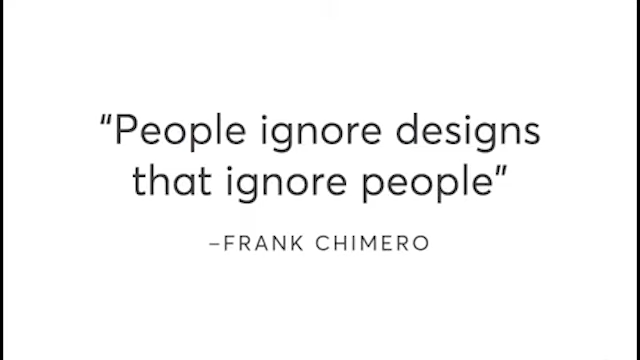 “People ignore designs
that ignore people”
–FRANK CHIMERO